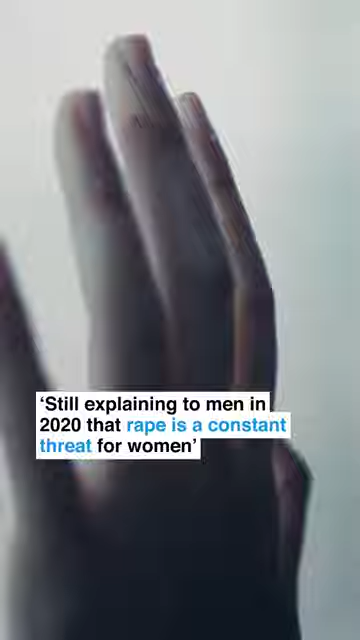 ‘Still explaining to men in
2020 that rape is a constant
threat for women’